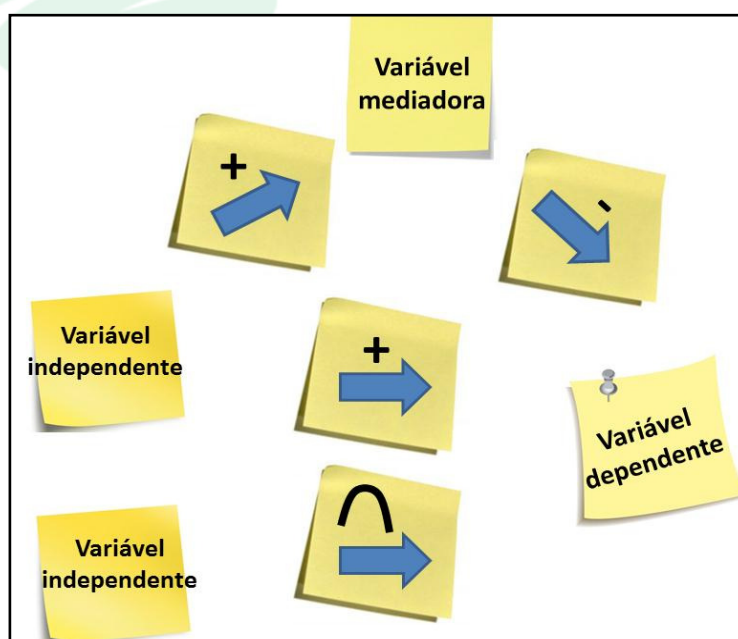 Variável
mediadora
+
-
Variável
independente
+
Variável
dependente
Variável
independente